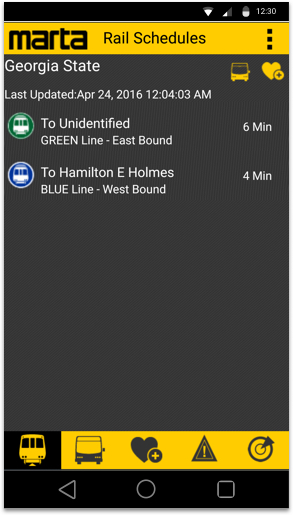 12:30
marta Rail Schedules
Georgia State
Last Updated:Apr 24, 2016 12:04:03 AM
To Unidentified
6 Min
GREEN Line - East Bound
To Hamilton E Holmes
4 Min
BLUE Line - West Bound